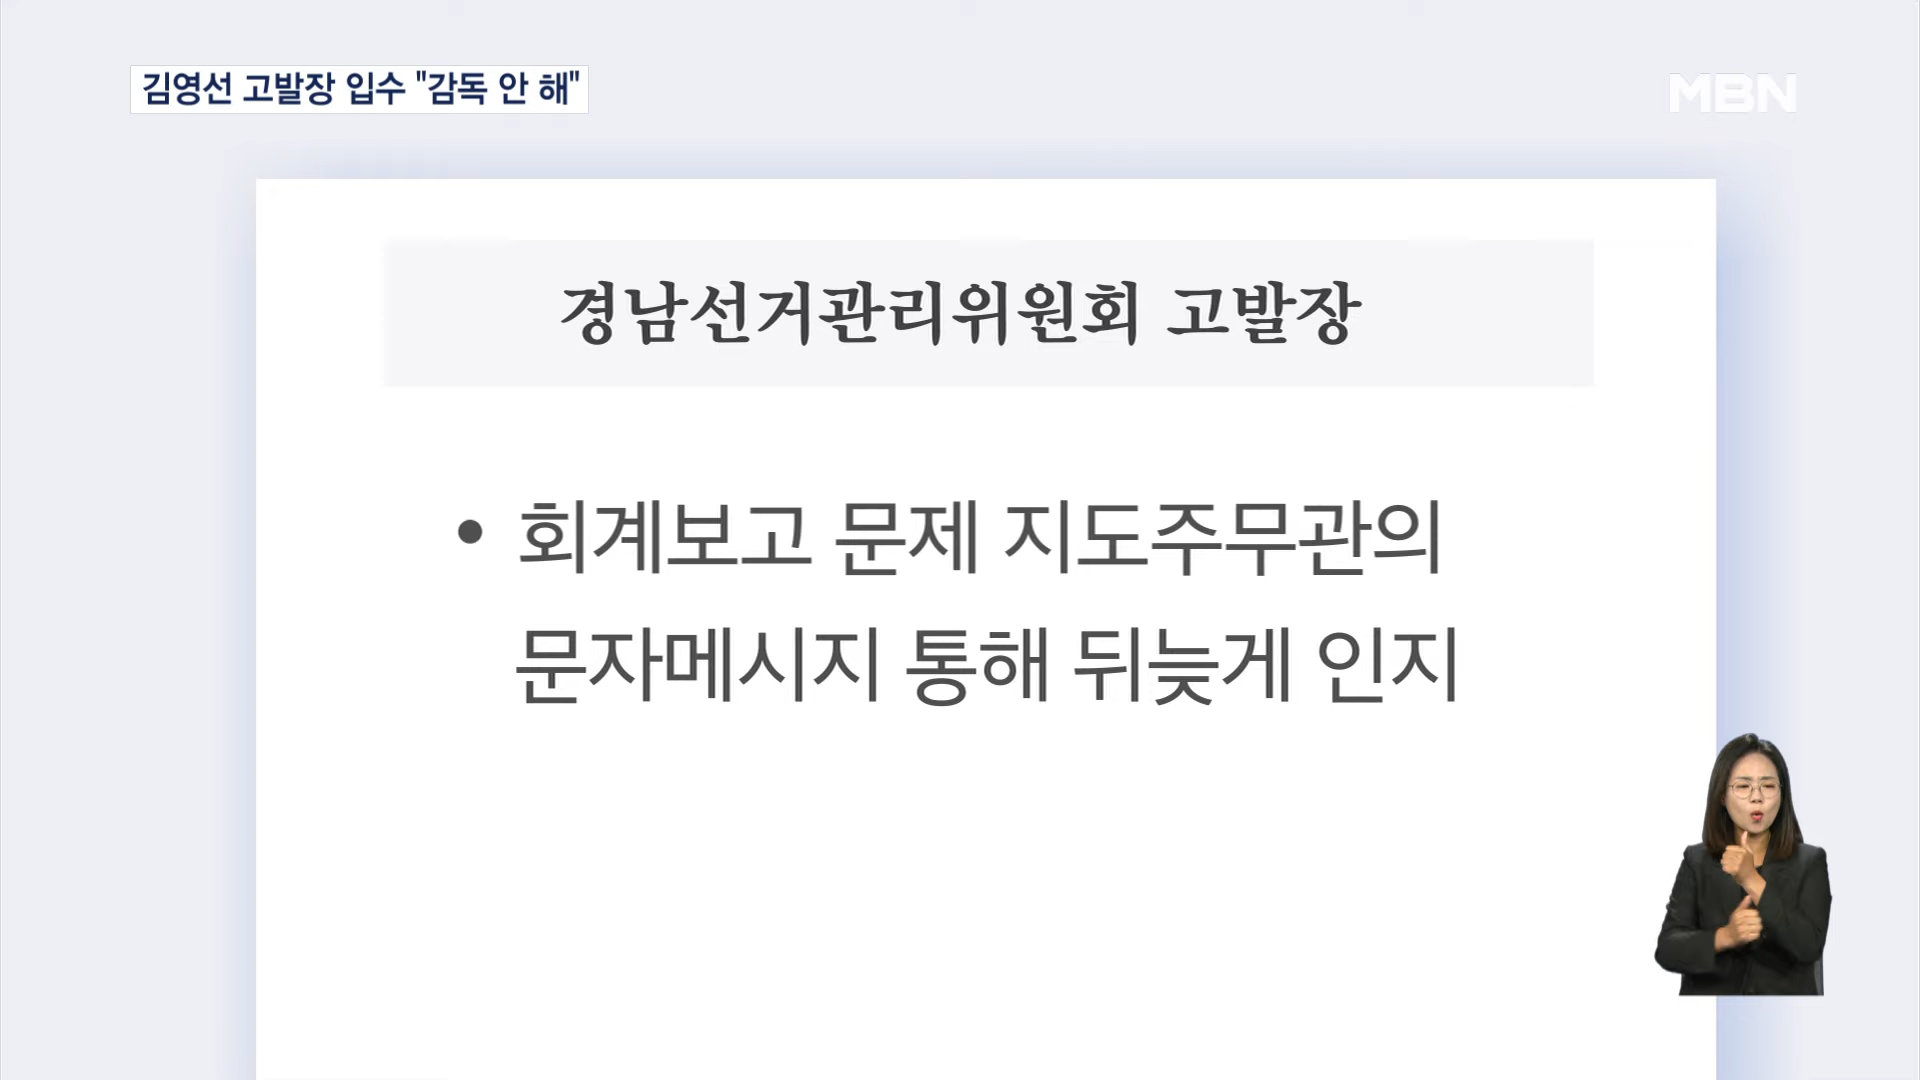 김영선 고발장 입수 "감독 안 해"
MBN
경남선거관리위원회 고발장
• 회계보고 문제 지도주무관의
문자메시지 통해 뒤늦게 인지